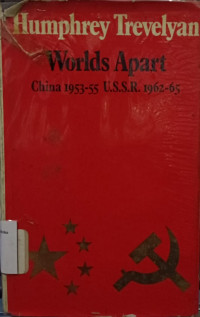 Humphrey Trevelyan
Worlds Apart
China 1953-55 U.S.S.R. 1962-65